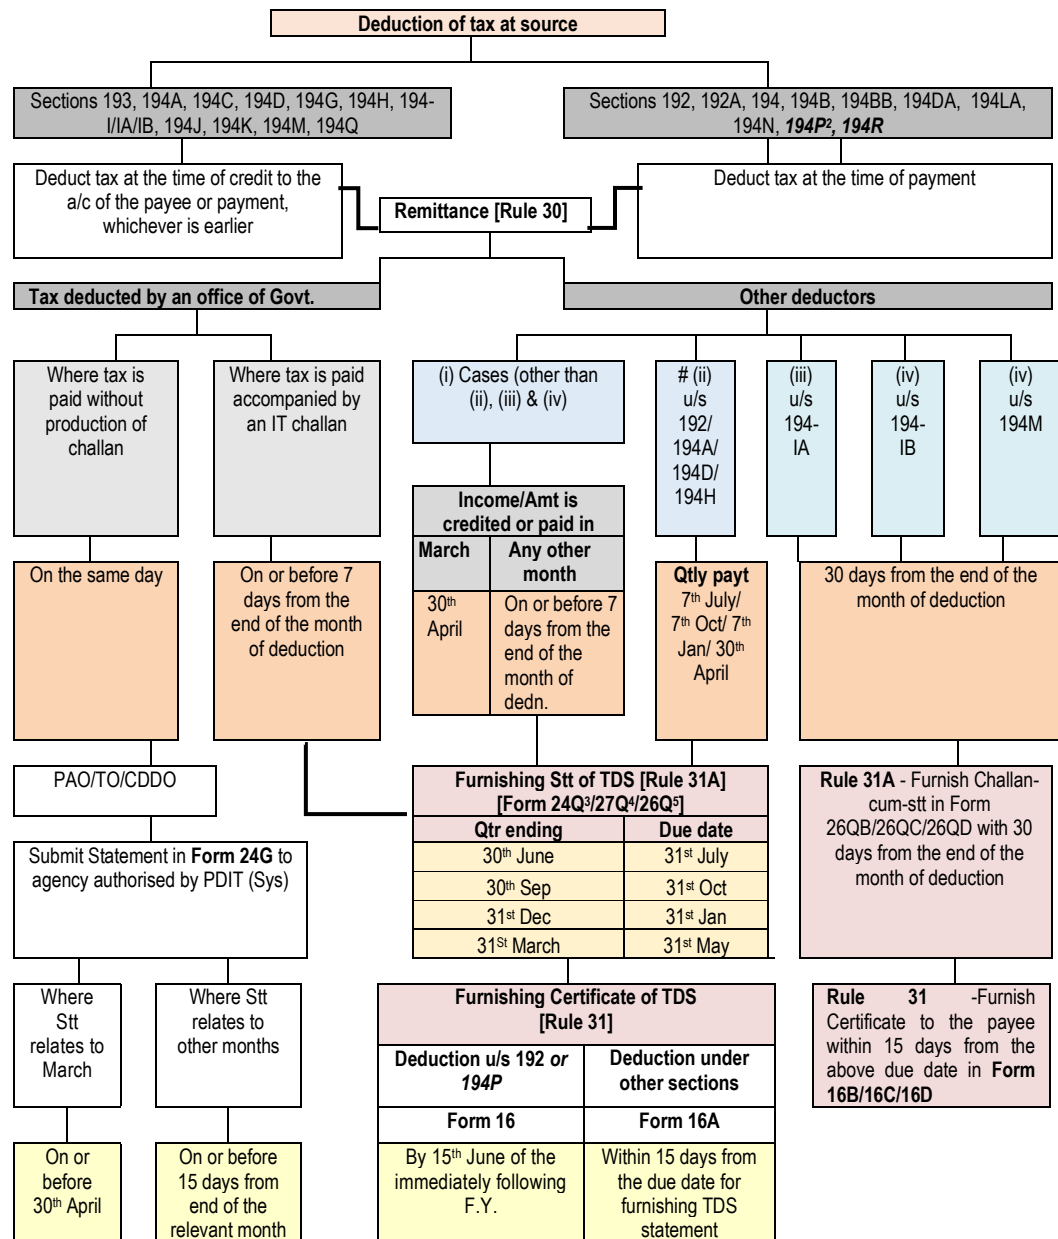 Deduction of tax at source
Sections 193, 194A, 194C, 194D, 194G, 194H, 194-
I/IA/IB, 194J, 194K, 194M, 194Q
Sections 192, 192A, 194, 194B, 194BB, 194DA, 194LA,
194N, 194P², 194R
Deduct tax at the time of credit to the
a/c of the payee or payment,
whichever is earlier
Deduct tax at the time of payment
Remittance [Rule 30]
Tax deducted by an office of Govt.
Other deductors
Where tax is
paid without
production of
challan
Where tax is paid
accompanied by
an IT challan
(i) Cases (other than
(ii), (iii) & (iv)
# (ii)
u/s
192/
194A/
194D/
194H
(iii)
u/s
194-
IA
(iv)
u/s
194-
IB
(iv)
u/s
194M
Income/Amt is
credited or paid in
March
Any other
month
On the same day
On or before 7
days from the
end of the month
of deduction
30th
April
On or before 7
days from the
end of the
month of
dedn.
Qtly payt
7th July/
7th Oct/ 7th
Jan/ 30th
April
30 days from the end of the
month of deduction
PAO/TO/CDDO
Furnishing Stt of TDS [Rule 31A]
[Form 24Q³/27Q⁴/26Q⁵]
Qtr ending Due date
30th June 31st July
30th Sep 31st Oct
31st Dec 31st Jan
31St March 31st May
Rule 31A - Furnish Challan-
cum-stt in Form
26QB/26QC/26QD with 30
days from the end of the
month of deduction
Submit Statement in Form 24G to
agency authorised by PDIT (Sys)
Where
Stt
relates to
March
Where Stt
relates to
other months
Furnishing Certificate of TDS
[Rule 31]
Deduction u/s 192 or
194P
Deduction under
other sections
Form 16 Form 16A
Rule 31 -Furnish
Certificate to the payee
within 15 days from the
above due date in Form
16B/16C/16D
On or
before
30th April
On or before
15 days from
end of the
relevant month
By 15th June of the
immediately following
F.Y.
Within 15 days from
the due date for
furnishing TDS
statement